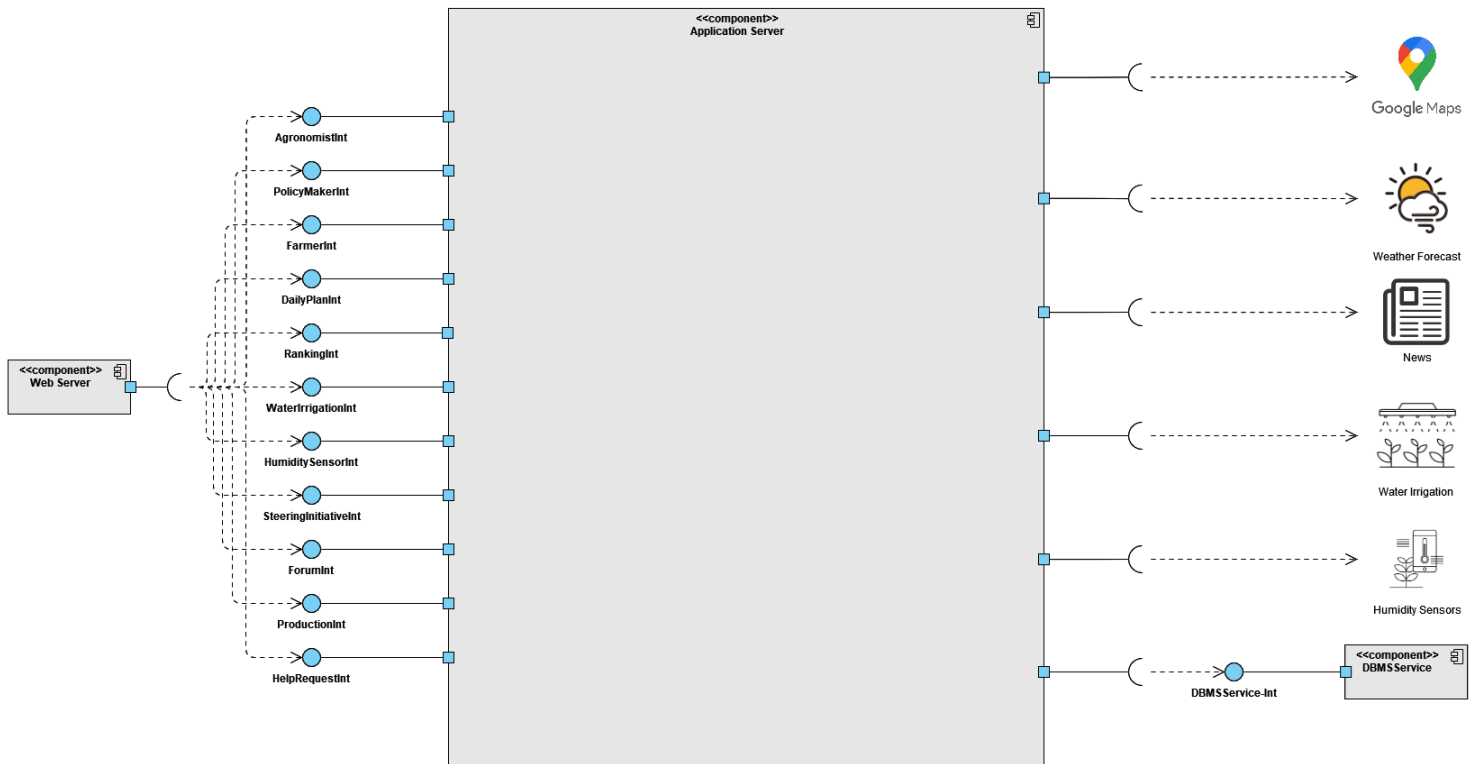 <<component>>
Application Server
Google Maps
AgronomistInt
PolicyMakerInt
FarmerInt
Weather Forecast
DailyPlanInt
RankingInt
News
<<component>>
Web Server
WaterIrrigationInt
HumiditySensorInt
Water Irrigation
SteeringInitiativeInt
ForumInt
Humidity Sensors
ProductionInt
HelpRequestInt
<<component>>
DBMSService
DBMSService-Int